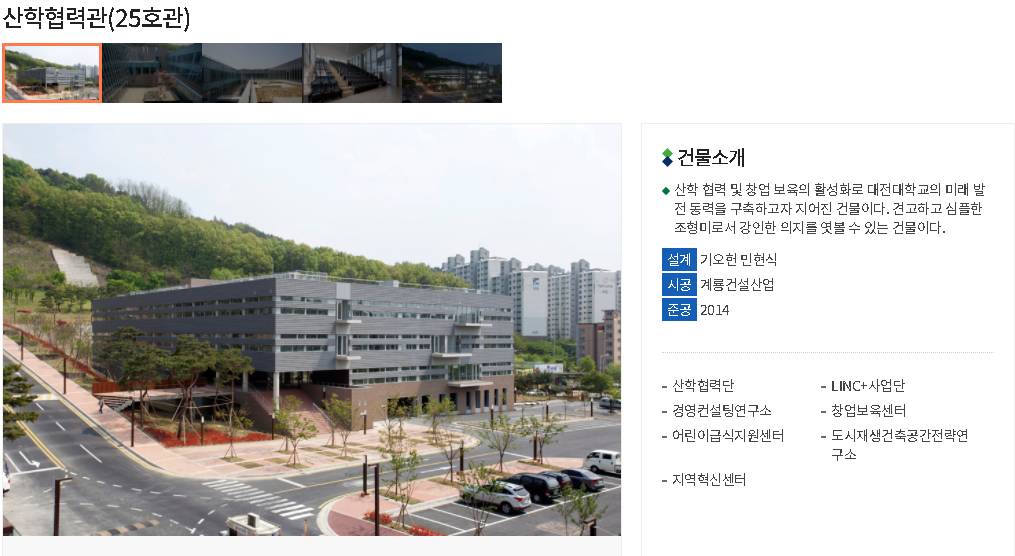 산학협력관(25호관)
건물소개
산학 협력 및 창업 보육의 활성화로 대전대학교의 미래 발
전 동력을 구축하고자 지어진 건물이다. 견고하고 심플한
조형미로서 강인한 의지를 엿볼 수 있는 건물이다.
설계 기오헌 민현식
시공 계룡건설산업
준공 2014
- 산학협력단
- LINC+사업단
- 경영컨설팅연구소
- 창업보육센터
- 어린이급식지원센터
- 도시재생건축공간전략연
구소
- 지역혁신센터